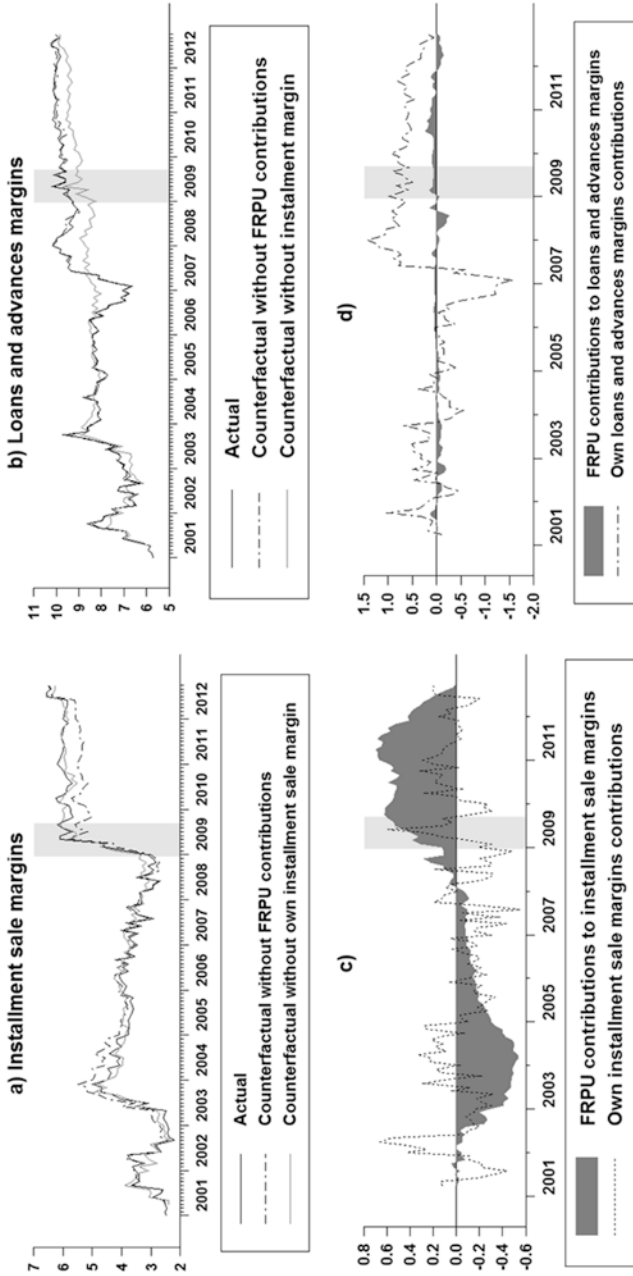 a) Installment sale margins
7
6
5
4
3
2
2001 2002 2003 2004 2005 2006 2007 2008 2009 2010 2011 2012
Actual
Counterfactual without FRPU contributions
Counterfactual without own installment sale margin
b) Loans and advances margins
11
10
9
8
7
6
5
2001 2002 2003 2004 2005 2006 2007 2008 2009 2010 2011 2012
Actual
Counterfactual without FRPU contributions
Counterfactual without instalment margin
c)
0.8
0.6
0.4
0.2
0.0
-0.2
-0.4
-0.6
2001 2003 2005 2007 2009 2011
FRPU contributions to installment sale margins
Own installment sale margins contributions
d)
1.5
1.0
0.5
0.0
-0.5
-1.0
-1.5
-2.0
2001 2003 2005 2007 2009 2011
FRPU contributions to loans and advances margins
Own loans and advances margins contributions